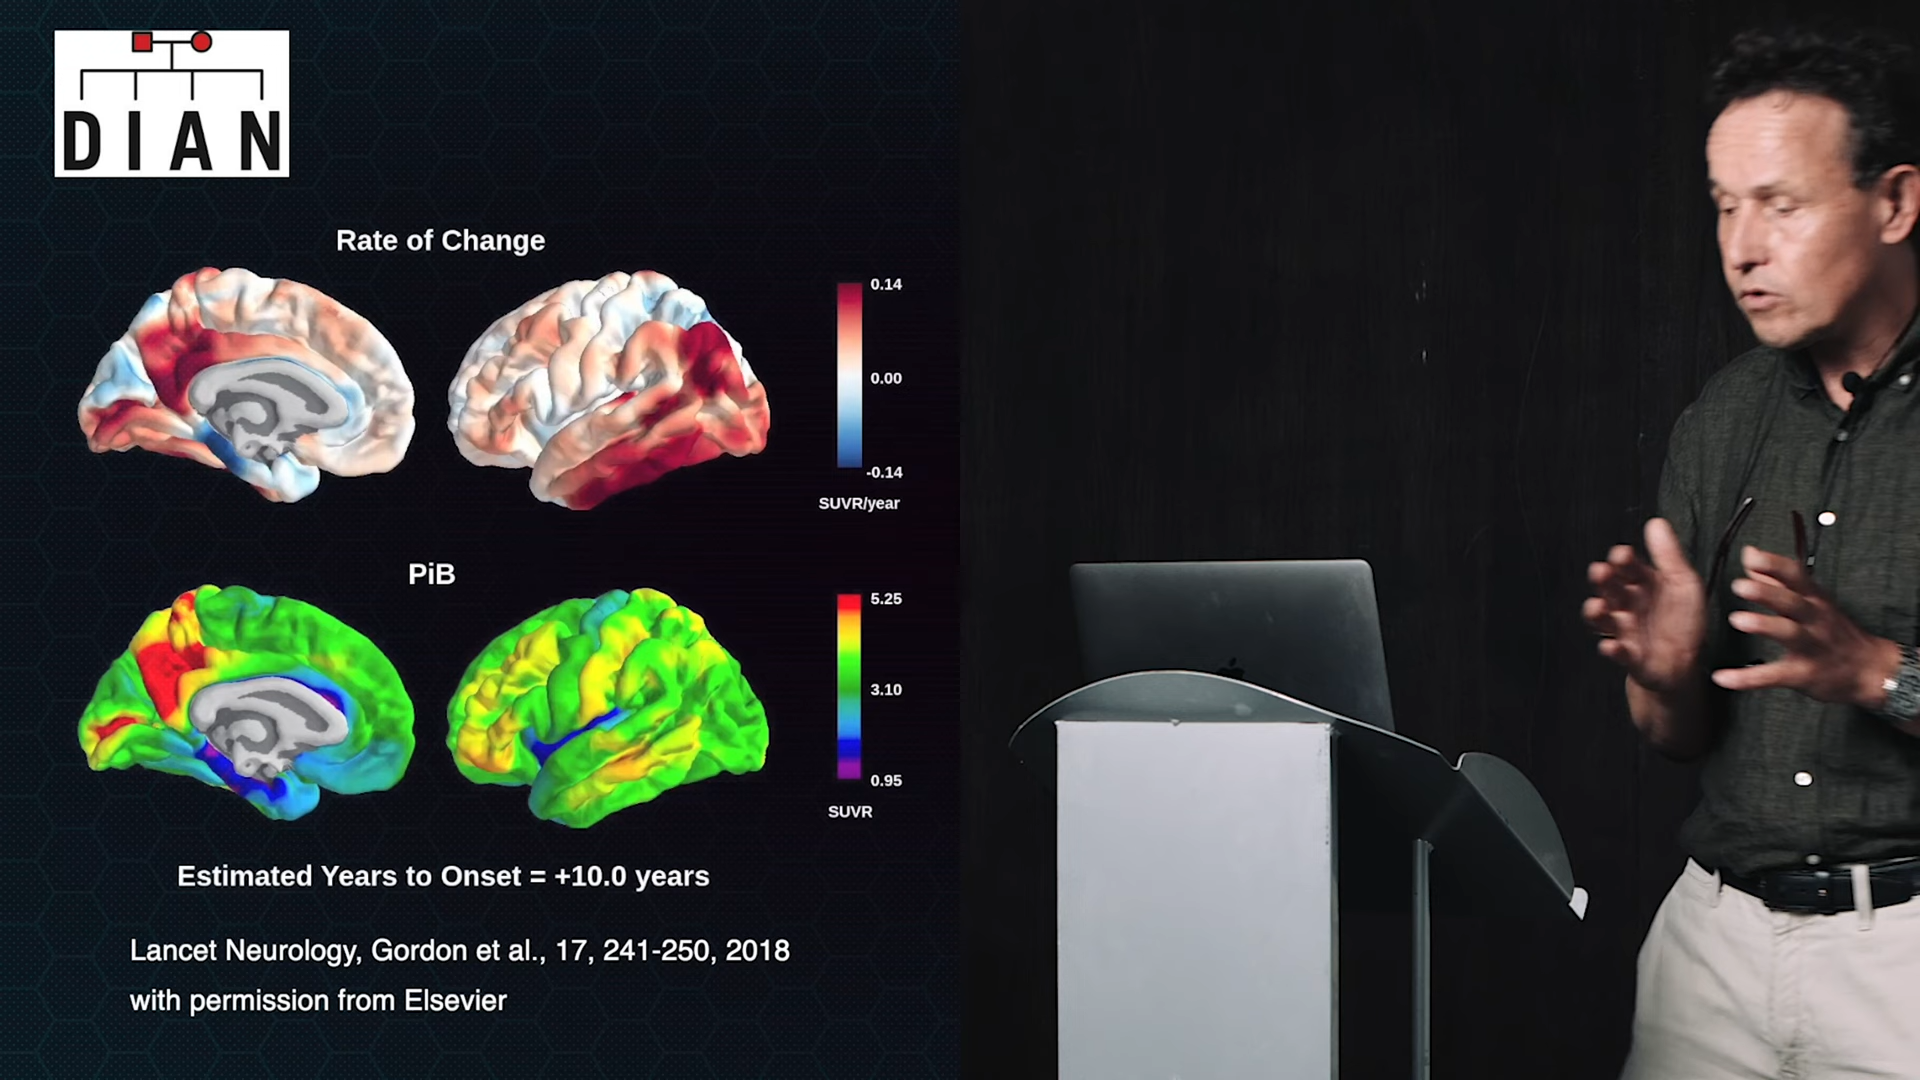 DIAN
Rate of Change
0.14
0.00
-0.14
SUVR/year
PiB
5.25
3.10
0.95
SUVR
Estimated Years to Onset = +10.0 years
Lancet Neurology, Gordon et al., 17, 241-250, 2018
with permission from Elsevier